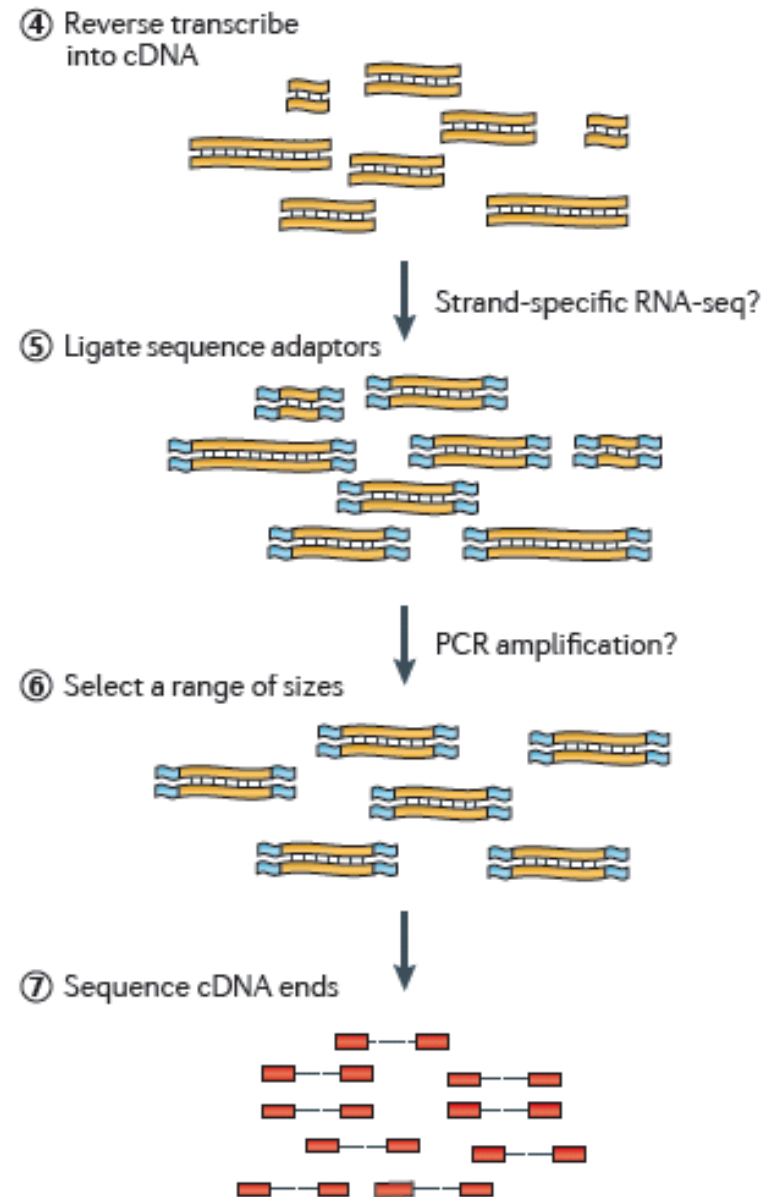 ④ Reverse transcribe
into cDNA
Strand-specific RNA-seq?
⑤ Ligate sequence adaptors
PCR amplification?
⑥ Select a range of sizes
⑦ Sequence cDNA ends